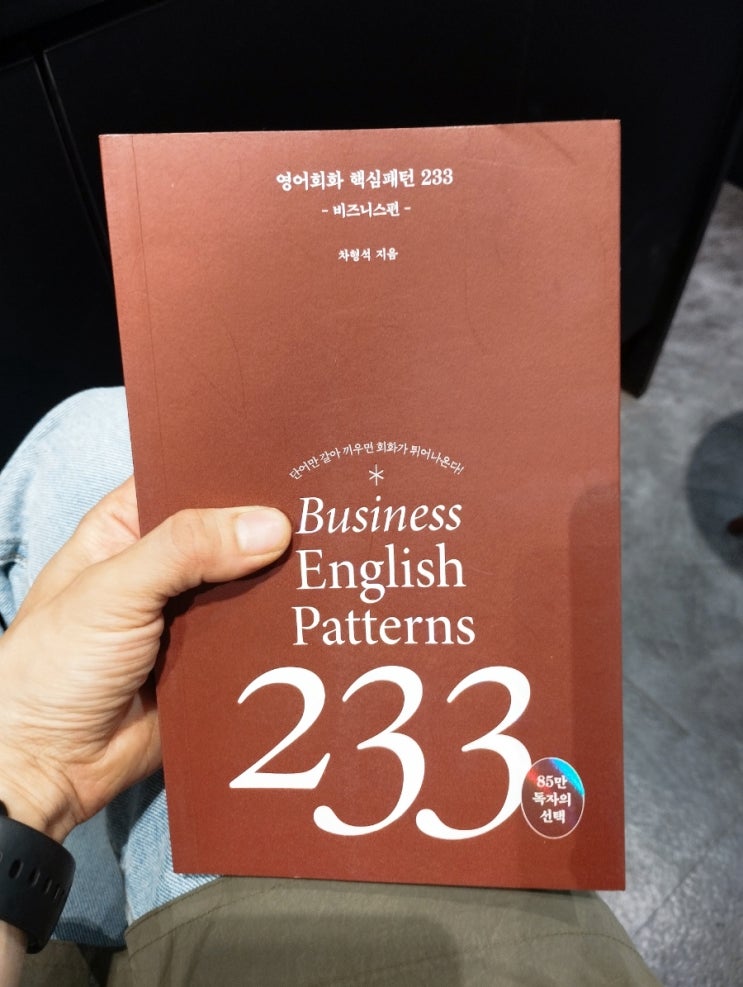 영어회화 핵심패턴 233
- 비즈니스편 -
차형석 지음
단어만 갈아 끼우면 회화가 튀어나온다!
Business
English
Patterns
233
85만
독자의
선택